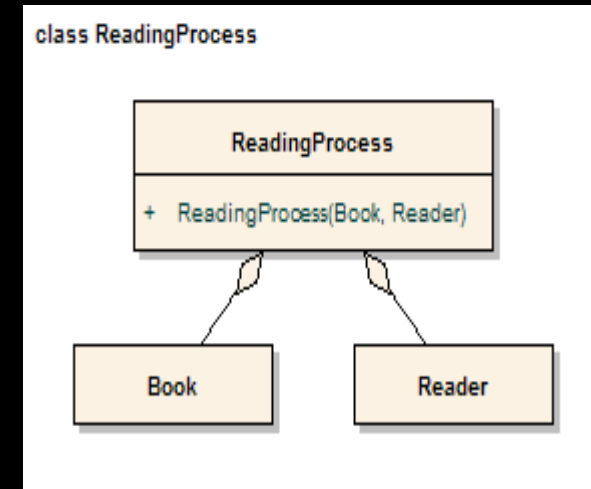 class ReadingProcess
ReadingProcess
+ ReadingProcess(Book, Reader)
Book
Reader